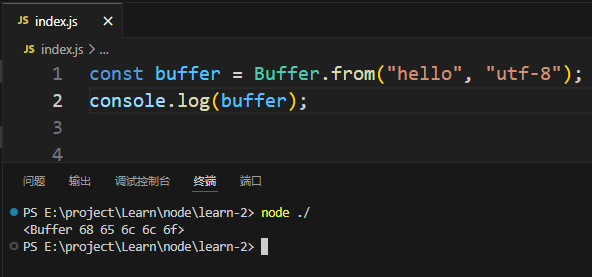 JS index.js ×
JS index.js > ...
1 const buffer = Buffer.from("hello", "utf-8");
2 console.log(buffer);
3
4
问题 输出 调试控制台 终端 端口
PS E:\project\Learn\node\learn-2> node ./
<Buffer 68 65 6c 6c 6f>
PS E:\project\Learn\node\learn-2>